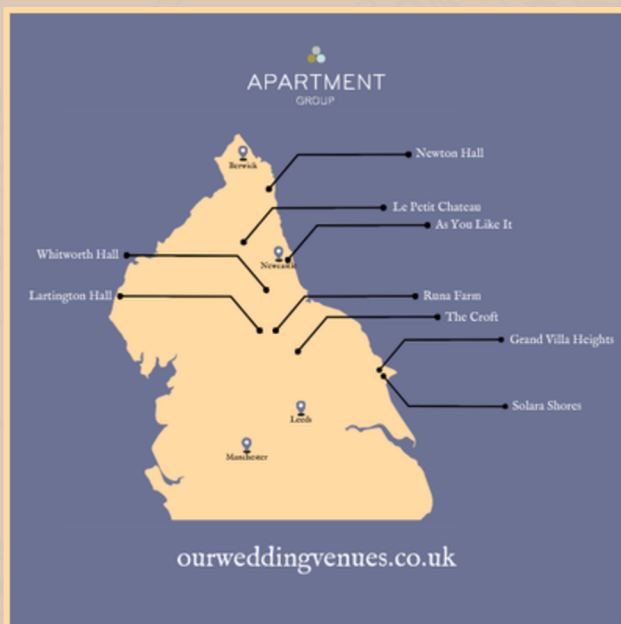 APARTMENT
GROUP
Berwick
Newton Hall
Le Petit Chateau
As You Like It
Whitworth Hall
Newcastle
Lartington Hall
Runa Farm
The Croft
Grand Villa Heights
Solara Shores
Leeds
Manchester
ourweddingvenues.co.uk